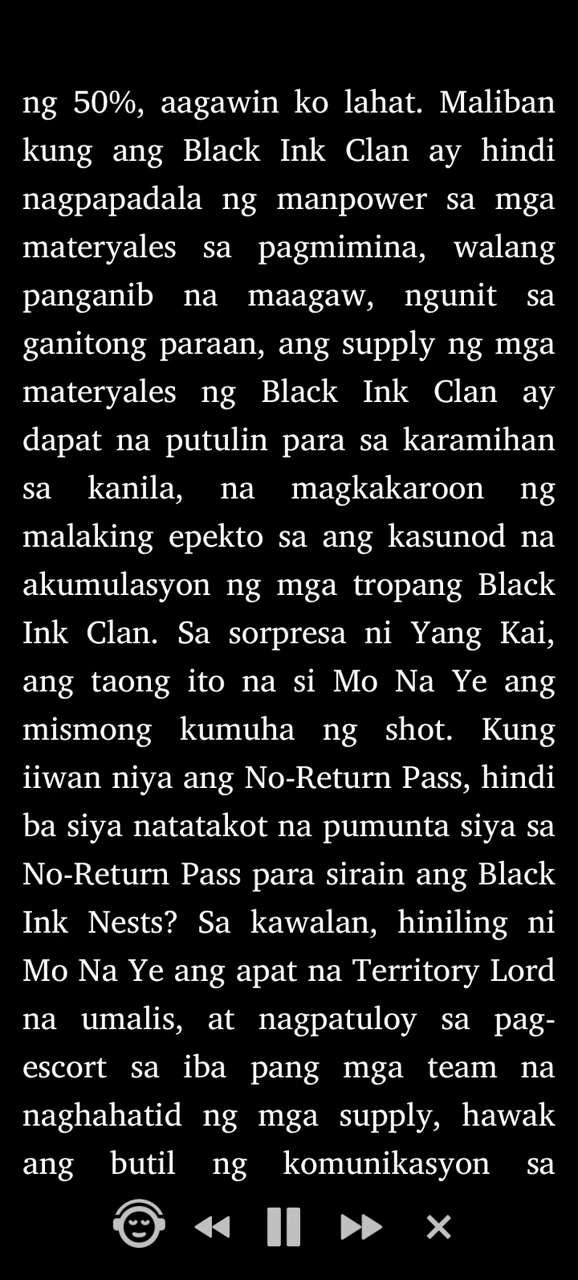 ng 50%, aagawin ko lahat. Maliban
kung ang Black Ink Clan ay hindi
nagpapadala ng manpower sa mga
materyales sa pagmimina, walang
panganib na maagaw, ngunit sa
ganitong paraan, ang supply ng mga
materyales ng Black Ink Clan ay
dapat na putulin para sa karamihan
sa kanila, na magkakaroon ng
malaking epekto sa ang kasunod na
akumulasyon ng mga tropang Black
Ink Clan. Sa sorpresa ni Yang Kai,
ang taong ito na si Mo Na Ye ang
mismong kumuha ng shot. Kung
iiwan niya ang No-Return Pass, hindi
ba siya natatakot na pumunta siya sa
No-Return Pass para sirain ang Black
Ink Nests? Sa kawalan, hiniling ni
Mo Na Ye ang apat na Territory Lord
na umalis, at nagpatuloy sa pag-
escort sa iba pang mga team na
naghahatid ng mga supply, hawak
ang butil ng komunikasyon sa